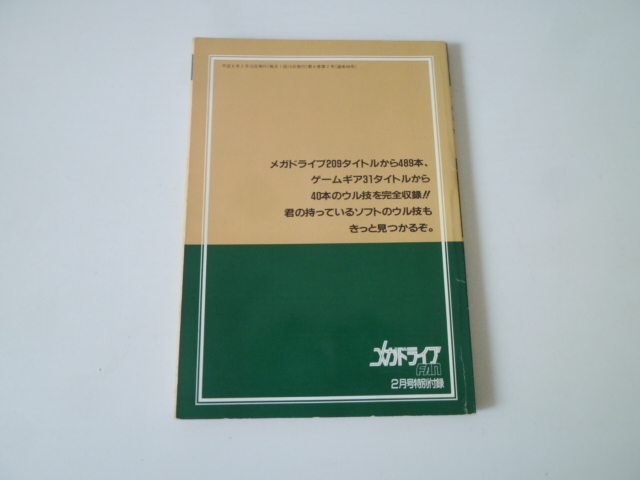 メガドライブ209タイトルから489本、
ゲームギア31タイトルから
40本のウル技を完全収録!!
君の持っているソフトのウル技も
きっと見つかるぞ。
メガドライブ
FAN
2月号特別付録